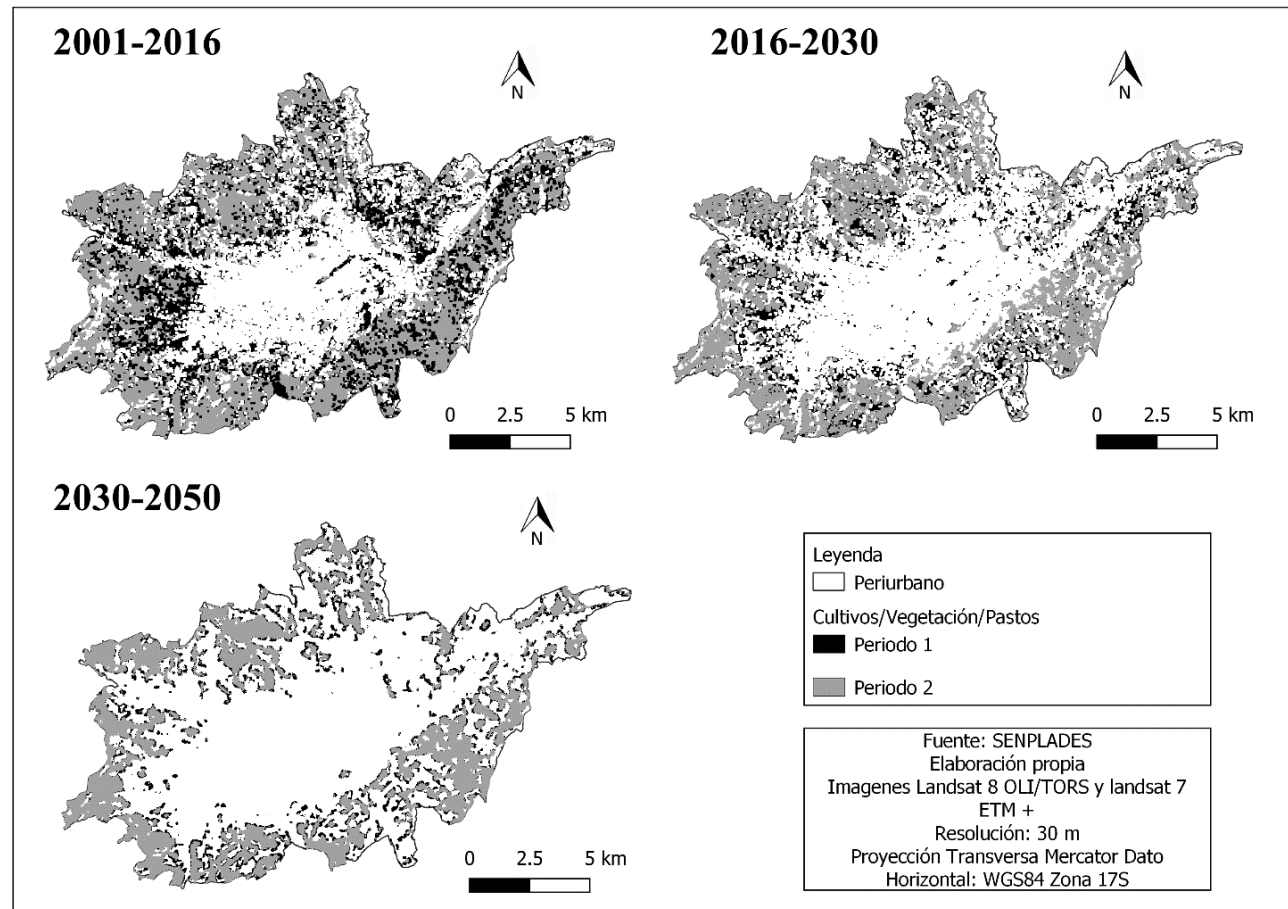 2001-2016
N
0 2.5 5 km
2016-2030
N
0 2.5 5 km
2030-2050
N
0 2.5 5 km
Leyenda
Periurbano
Cultivos/Vegetación/Pastos
Periodo 1
Periodo 2
Fuente: SENPLADES
Elaboración propia
Imagenes Landsat 8 OLI/TORS y landsat 7
ETM +
Resolución: 30 m
Proyección Transversa Mercator Dato
Horizontal: WGS84 Zona 17S